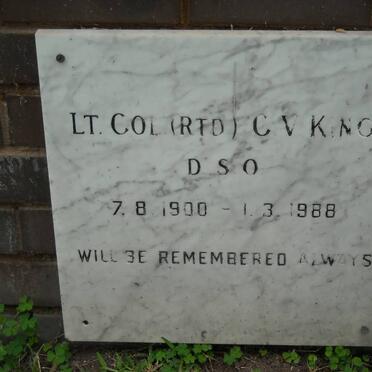 LT. COL (RTD) C V KING
D S O
7. 8. 1900 - 1. 3. 1988
WILL BE REMEMBERED ALWAYS